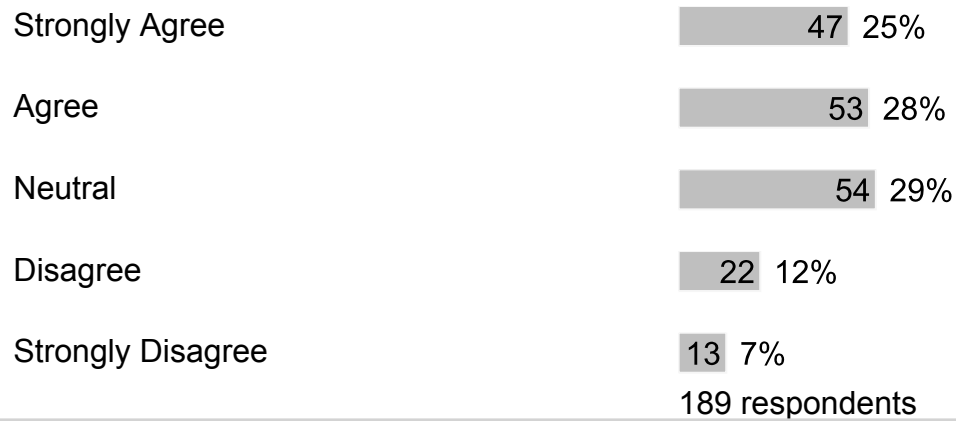 Strongly Agree 47 25%
Agree 53 28%
Neutral 54 29%
Disagree 22 12%
Strongly Disagree 13 7%
189 respondents